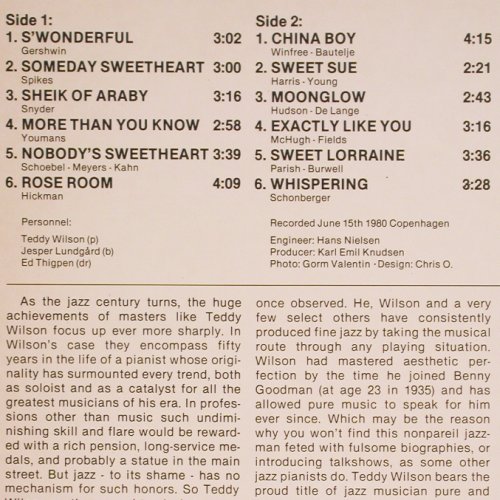 Side 1:
1. S'WONDERFUL 3:02
Gershwin
2. SOMEDAY SWEETHEART 3:00
Spikes
3. SHEIK OF ARABY 3:16
Snyder
4. MORE THAN YOU KNOW 2:58
Youmans
5. NOBODY'S SWEETHEART 3:39
Schoebel - Meyers - Kahn
6. ROSE ROOM 4:09
Hickman
Personnel:
Teddy Wilson (p)
Jesper Lundgård (b)
Ed Thigpen (dr)
Side 2:
1. CHINA BOY 4:15
Winfree - Bautelje
2. SWEET SUE 2:21
Harris - Young
3. MOONGLOW 2:43
Hudson - De Lange
4. EXACTLY LIKE YOU 3:16
McHugh - Fields
5. SWEET LORRAINE 3:36
Parish - Burwell
6. WHISPERING 3:28
Schonberger
Recorded June 15th 1980 Copenhagen
Engineer: Hans Nielsen
Producer: Karl Emil Knudsen
Photo: Gorm Valentin · Design: Chris O.
As the jazz century turns, the huge
achievements of masters like Teddy
Wilson focus up ever more sharply. In
Wilson's case they encompass fifty
years in the life of a pianist whose origi-
nality has surmounted every trend, both
as soloist and as a catalyst for all the
greatest musicians of his era. In profes-
sions other than music such undimi-
nishing skill and flare would be reward-
ed with a rich pension, long-service me-
dals, and probably a statue in the main
street. But jazz - to its shame - has no
mechanism for such honors. So Teddy
once observed. He, Wilson and a very
few select others have consistently
produced fine jazz by taking the musical
route through any playing situation.
Wilson had mastered aesthetic per-
fection by the time he joined Benny
Goodman (at age 23 in 1935) and has
allowed pure music to speak for him
ever since. Which may be the reason
why you won't find this nonpareil jazz-
man feted with fulsome biographies, or
introducing talkshows, as some other
jazz pianists do. Teddy Wilson bears the
proud title of jazz musician pure and